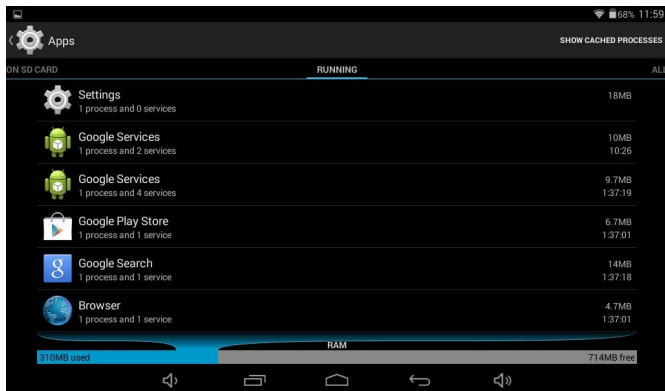 68% 11:59
Apps
SHOW CACHED PROCESSES
ON SD CARD
RUNNING
ALL
Settings
1 process and 0 services
18MB
Google Services
1 process and 2 services
10MB
10:26
Google Services
1 process and 4 services
9.7MB
1:37:19
Google Play Store
1 process and 1 service
6.7MB
1:37:01
Google Search
1 process and 1 service
14MB
1:37:18
Browser
1 process and 1 service
4.7MB
1:37:01
RAM
310MB used
714MB free